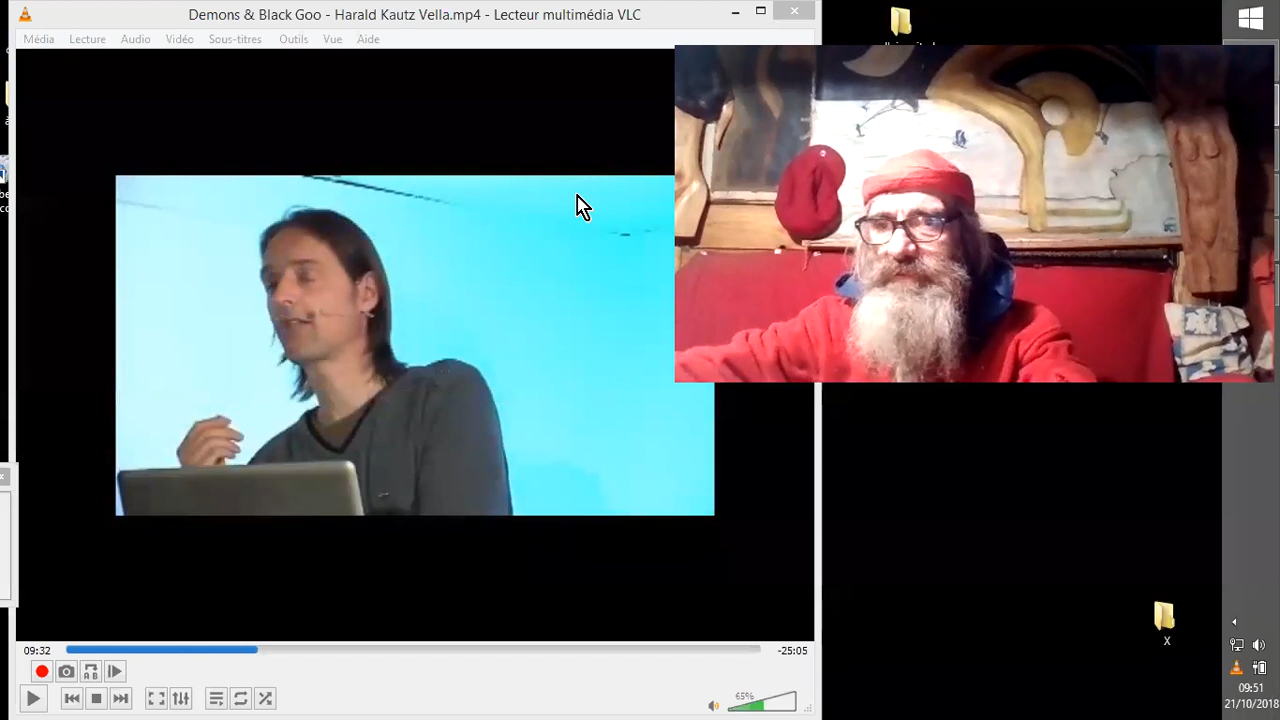 Demons & Black Goo - Harald Kautz Vella.mp4 - Lecteur multimédia VLC
Média Lecture Audio Vidéo Sous-titres Outils Vue Aide
09:32
-25:05
A B
65%
X
09:51
21/10/2018